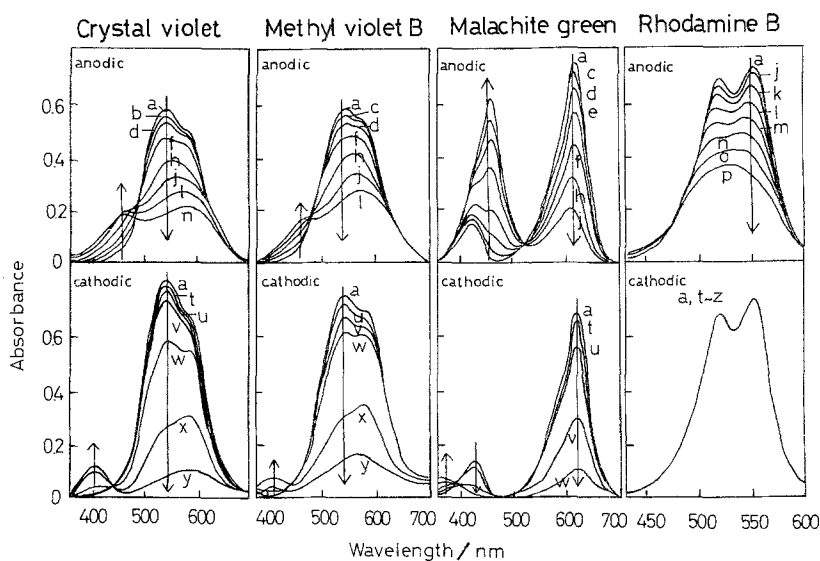 Crystal violet Methyl violet B Malachite green Rhodamine B
anodic anodic anodic anodic
0.6
0.4
0.2
0
b a
d
f
h
j
l
n
a c
d
f
h
j
l
a
c
d
e
f
h
j
a j
k
l
m
n
o
p
cathodic cathodic cathodic cathodic
0.6
0.4
0.2
0
a
t
u
v
w
x
y
a
u
v
w
x
y
a
t
u
v
w
a, t~z
Absorbance
400 500 600 400 500 600 700 400 500 600 700 450 500 550 600
Wavelength / nm